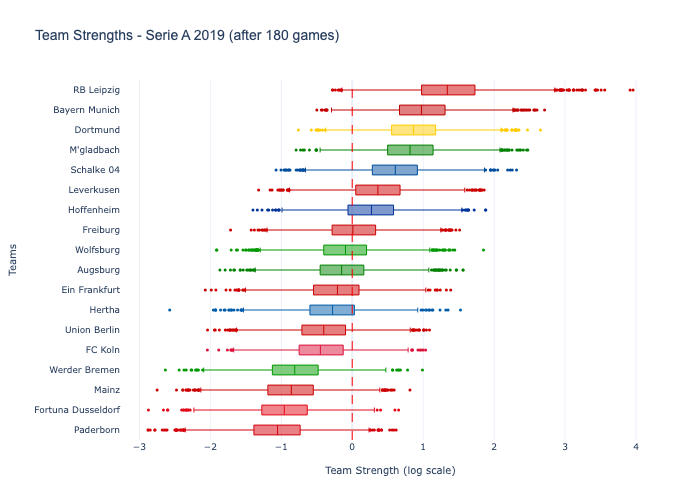 Team Strengths - Serie A 2019 (after 180 games)
RB Leipzig
Bayern Munich
Dortmund
M'gladbach
Schalke 04
Leverkusen
Hoffenheim
Freiburg
Wolfsburg
Augsburg
Ein Frankfurt
Hertha
Union Berlin
FC Koln
Werder Bremen
Mainz
Fortuna Dusseldorf
Paderborn
Teams
−3 −2 −1 0 1 2 3 4
Team Strength (log scale)